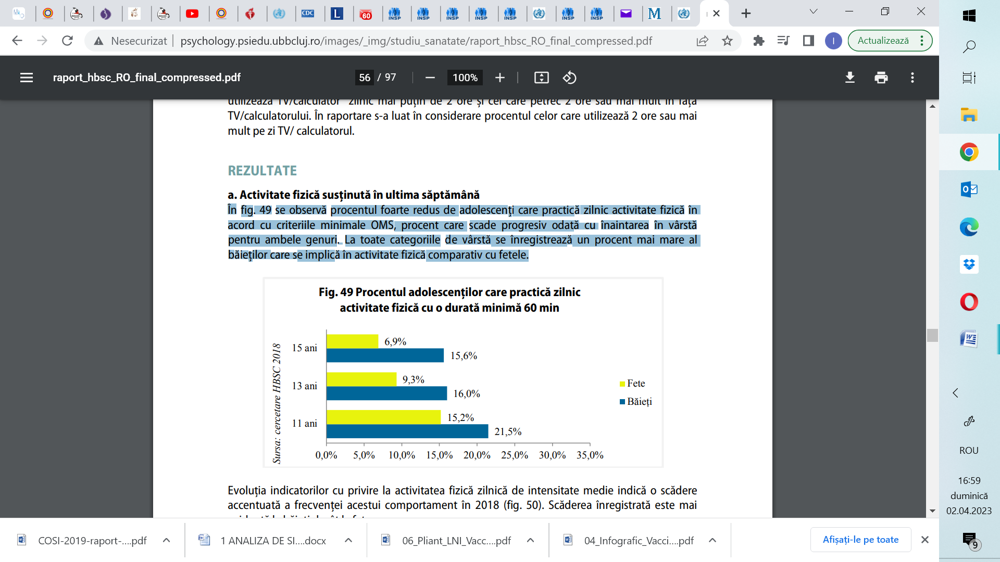 CDC
L
60
INSP
INSP
INSP
INSP
INSP
INSP
INSP
M
Nesecurizat
psychology.psiedu.ubbcluj.ro/images/_img/studiu_sanatate/raport_hbsc_RO_final_compressed.pdf
I
Actualizează
raport_hbsc_RO_final_compressed.pdf
56 / 97
100%
utilizează TV/calculator zilnic mai puțin de 2 ore și cei care petrec 2 ore sau mai mult în fața
TV/calculatorului. În raportare s-a luat în considerare procentul celor care utilizează 2 ore sau mai
mult pe zi TV/ calculatorul.
REZULTATE
a. Activitate fizică susținută în ultima săptămână
În fig. 49 se observă procentul foarte redus de adolescenți care practică zilnic activitate fizică în
acord cu criteriile minimale OMS, procent care scade progresiv odată cu înaintarea în vârstă
pentru ambele genuri. La toate categoriile de vârstă se înregistrează un procent mai mare al
băieților care se implică în activitate fizică comparativ cu fetele.
Fig. 49 Procentul adolescenților care practică zilnic
activitate fizică cu o durată minimă 60 min
Sursa: cercetare HBSC 2018
15 ani
6,9%
15,6%
13 ani
9,3%
16,0%
11 ani
15,2%
21,5%
Fete
Băieți
0,0% 5,0% 10,0% 15,0% 20,0% 25,0% 30,0% 35,0%
Evoluția indicatorilor cu privire la activitatea fizică zilnică de intensitate medie indică o scădere
accentuată a frecvenței acestui comportament în 2018 (fig. 50). Scăderea înregistrată este mai
COSI-2019-raport-....pdf
1 ANALIZA DE SI....docx
06_Pliant_LNI_Vacc....pdf
04_Infografic_Vacci....pdf
Afișați-le pe toate
ROU
16:59
duminică
02.04.2023
9